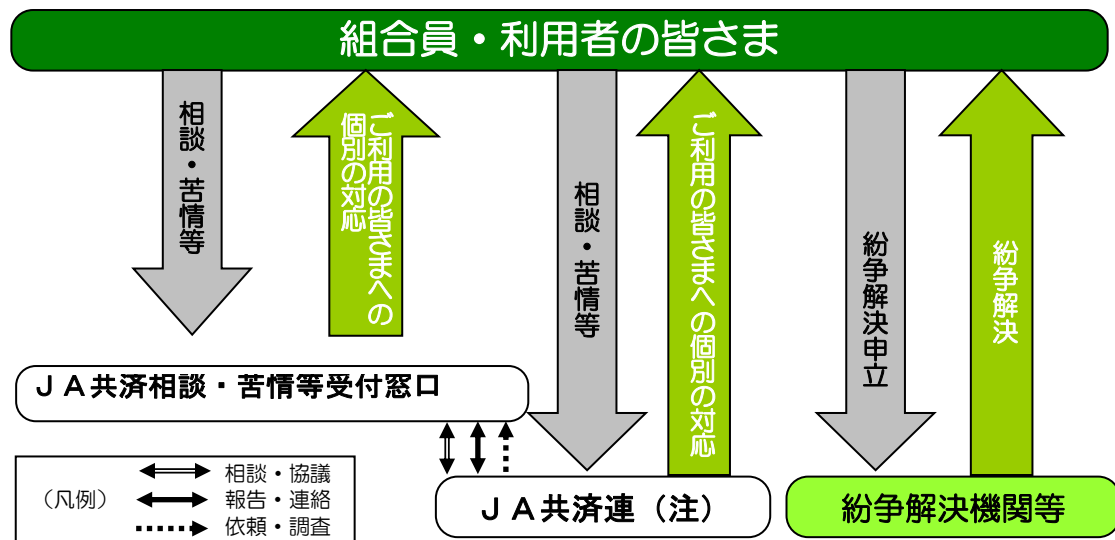 組合員・利用者の皆さま
相談・苦情等
ご利用の皆さまへの
個別の対応
相談・苦情等
ご利用の皆さまへの個別の対応
紛争解決申立
紛争解決
ＪＡ共済相談・苦情等受付窓口
（凡例）
相談・協議
報告・連絡
依頼・調査
ＪＡ共済連（注）
紛争解決機関等